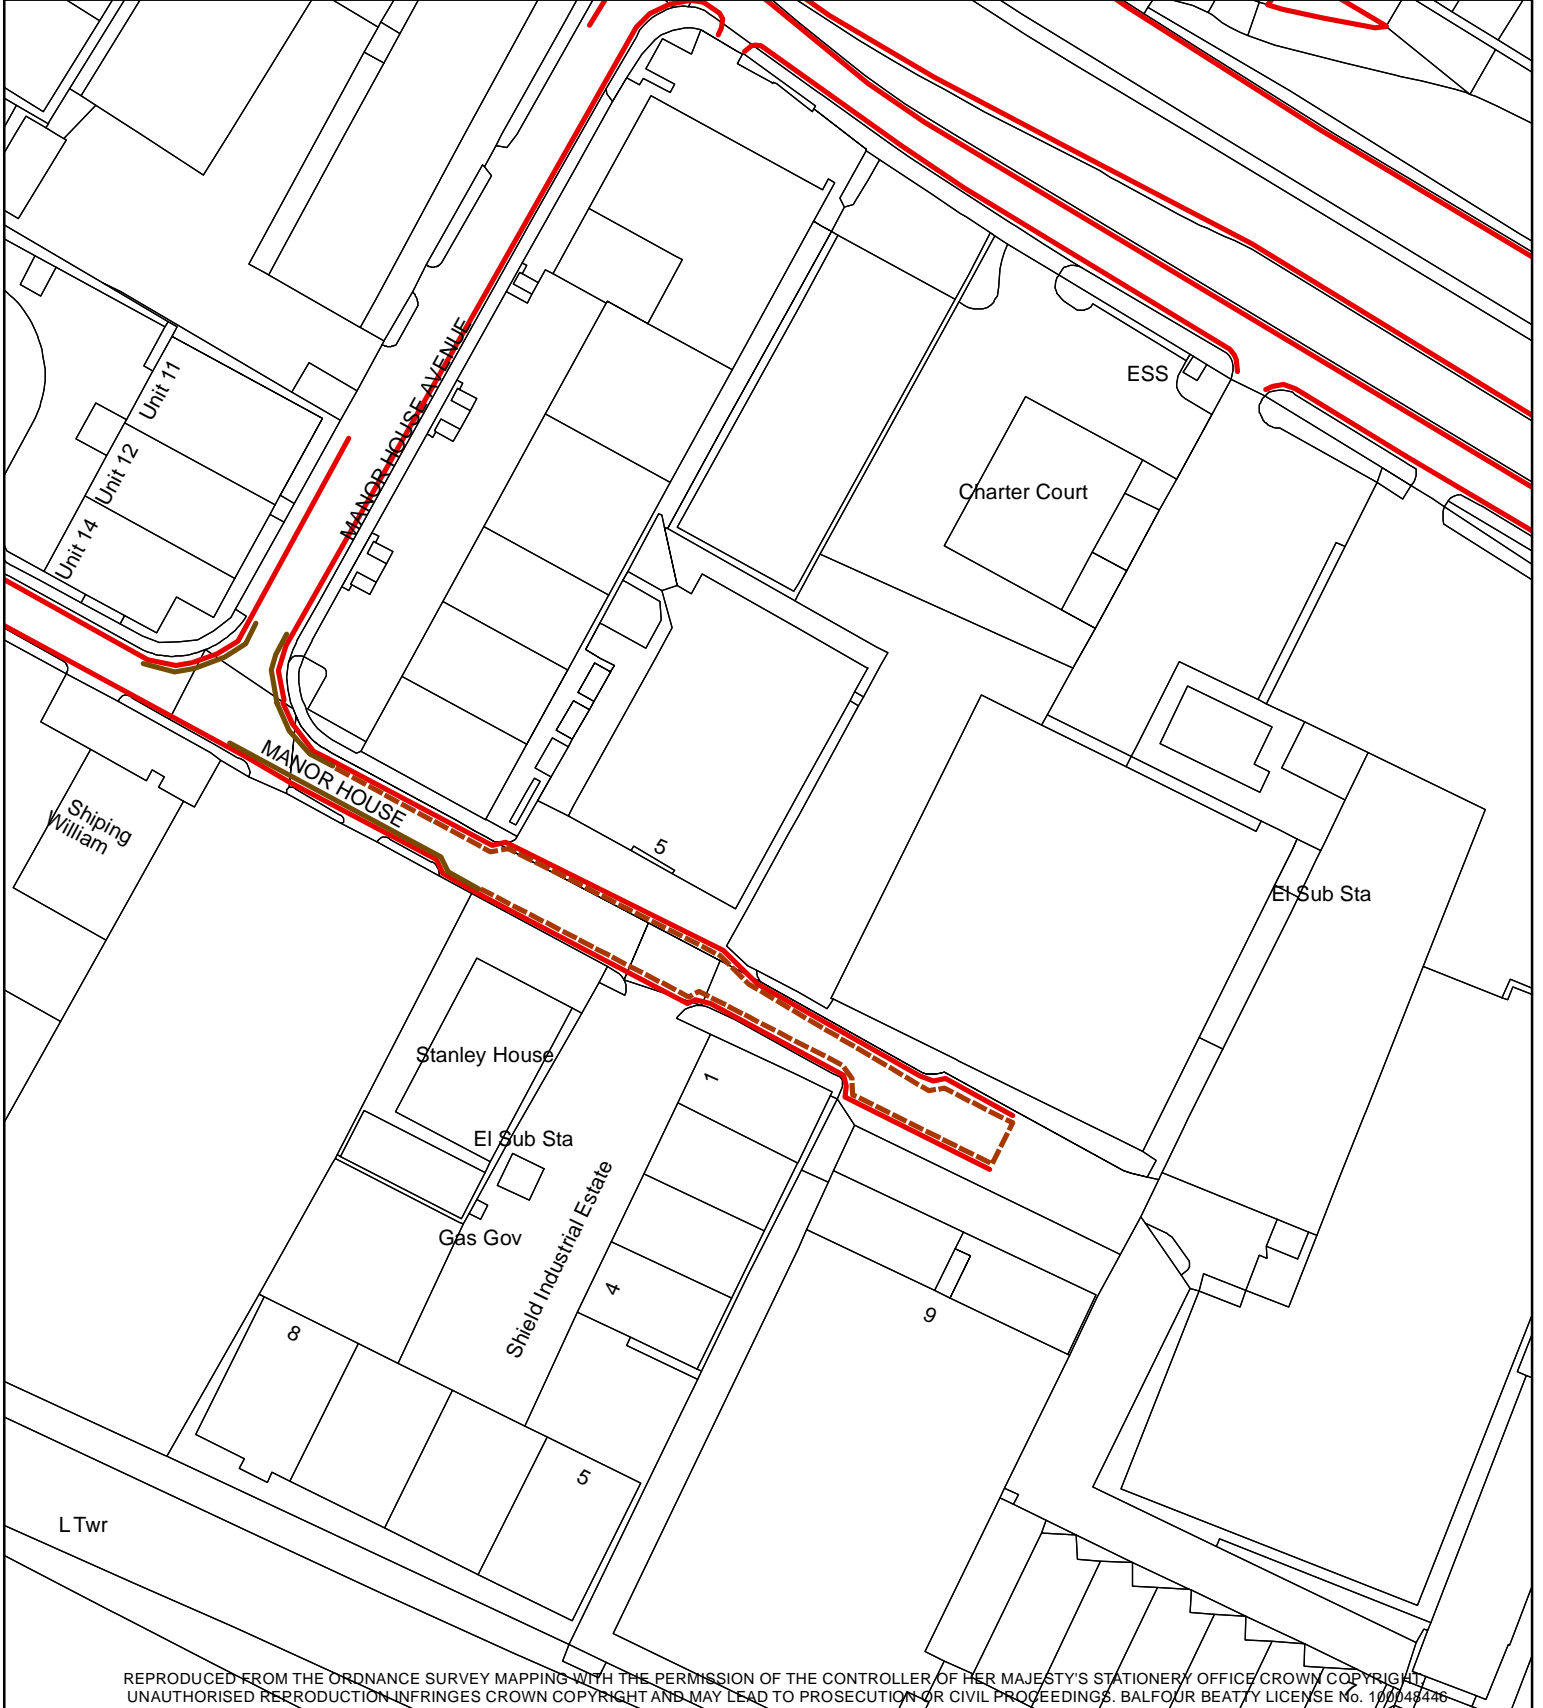 MANOR HOUSE AVENUE
Unit 11
Unit 12
Unit 14
ESS
Charter Court
MANOR HOUSE
Shiping
William
5
El Sub Sta
Stanley House
1
El Sub Sta
Gas Gov
Shield Industrial Estate
4
9
8
5
L Twr
REPRODUCED FROM THE ORDNANCE SURVEY MAPPING WITH THE PERMISSION OF THE CONTROLLER OF HER MAJESTY'S STATIONERY OFFICE CROWN COPYRIGHT
UNAUTHORISED REPRODUCTION INFRINGES CROWN COPYRIGHT AND MAY LEAD TO PROSECUTION OR CIVIL PROCEEDINGS. BALFOUR BEATTY LICENSE No. 100048446